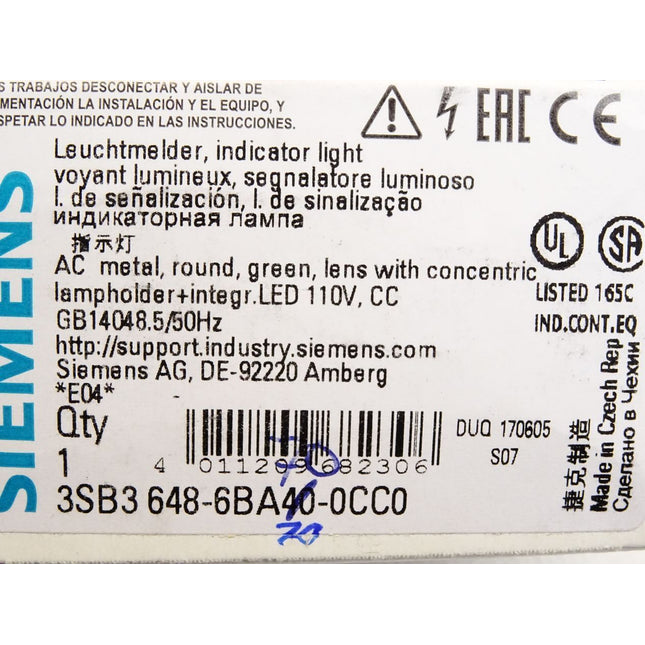 S TRABAJOS DESCONECTAR Y AISLAR DE
MENTACIÓN LA INSTALACIÓN Y EL EQUIPO, Y
SPETAR LO INDICADO EN LAS INSTRUCCIONES.
EAC CE
SIEMENS
Leuchtmelder, indicator light
voyant lumineux, segnalatore luminoso
I. de señalización, I. de sinalização
индикаторная лампа
指示灯
UL SA
AC metal, round, green, lens with concentric
lampholder+integr.LED 110V, CC
LISTED 165C
GB14048.5/50Hz
IND.CONT.EQ
http://support.industry.siemens.com
Siemens AG, DE-92220 Amberg
*E04*
Qty
1
4 011209 682306
DUQ 170605
S07
捷克制造
Made in Czech Rep
Сделано в Чехии
3SB3 648-6BA40-0CC0
70